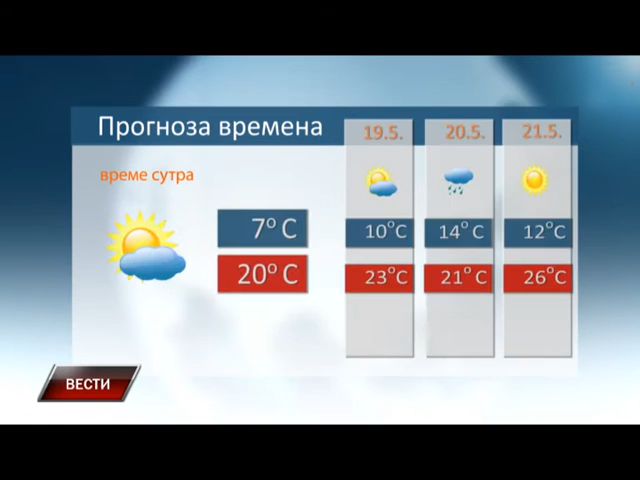 Прогноза времена
време сутра
7° C
20° C
19.5.
10°C
23°C
20.5.
14°C
21°C
21.5.
12°C
26°C
ВЕСТИ